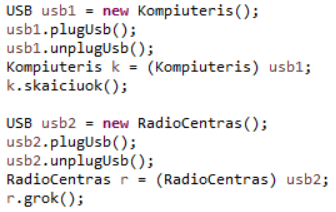 USB usb1 = new Kompiuteris();
usb1.plugUsb();
usb1.unplugUsb();
Kompiuteris k = (Kompiuteris) usb1;
k.skaiciuok();

USB usb2 = new RadioCentras();
usb2.plugUsb();
usb2.unplugUsb();
RadioCentras r = (RadioCentras) usb2;
r.grok();